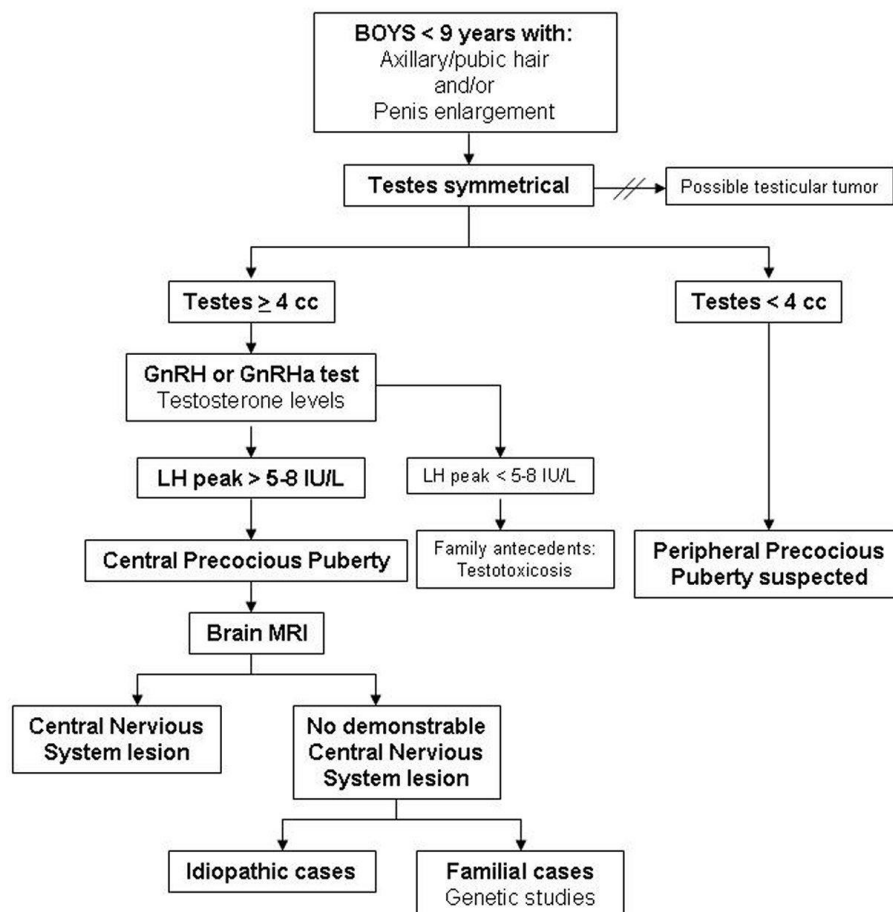 BOYS < 9 years with:
Axillary/pubic hair
and/or
Penis enlargement
Testes symmetrical
Possible testicular tumor
Testes ≥ 4 cc
Testes < 4 cc
GnRH or GnRHa test
Testosterone levels
LH peak > 5-8 IU/L
LH peak < 5-8 IU/L
Central Precocious Puberty
Family antecedents:
Testotoxicosis
Peripheral Precocious
Puberty suspected
Brain MRI
Central Nervious
System lesion
No demonstrable
Central Nervious
System lesion
Idiopathic cases
Familial cases
Genetic studies